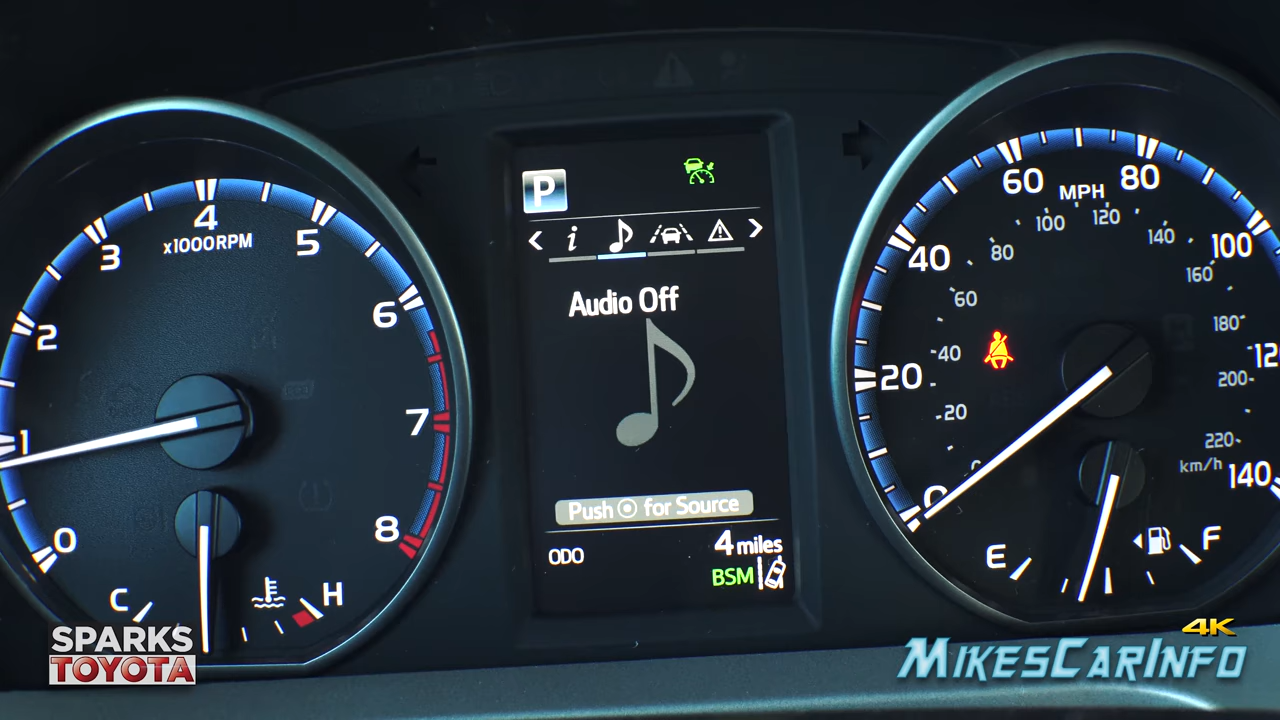 0
1
2
3
4
5
6
7
8
x1000RPM
C
H
P
i
Audio Off
Push for Source
ODO
4 miles
BSM
0
20
40
60
MPH
80
100
140
0
20
40
60
80
100
120
140
160
180
200
220
km/h
E
F
SPARKS
TOYOTA
4K
MIKESCARINFO